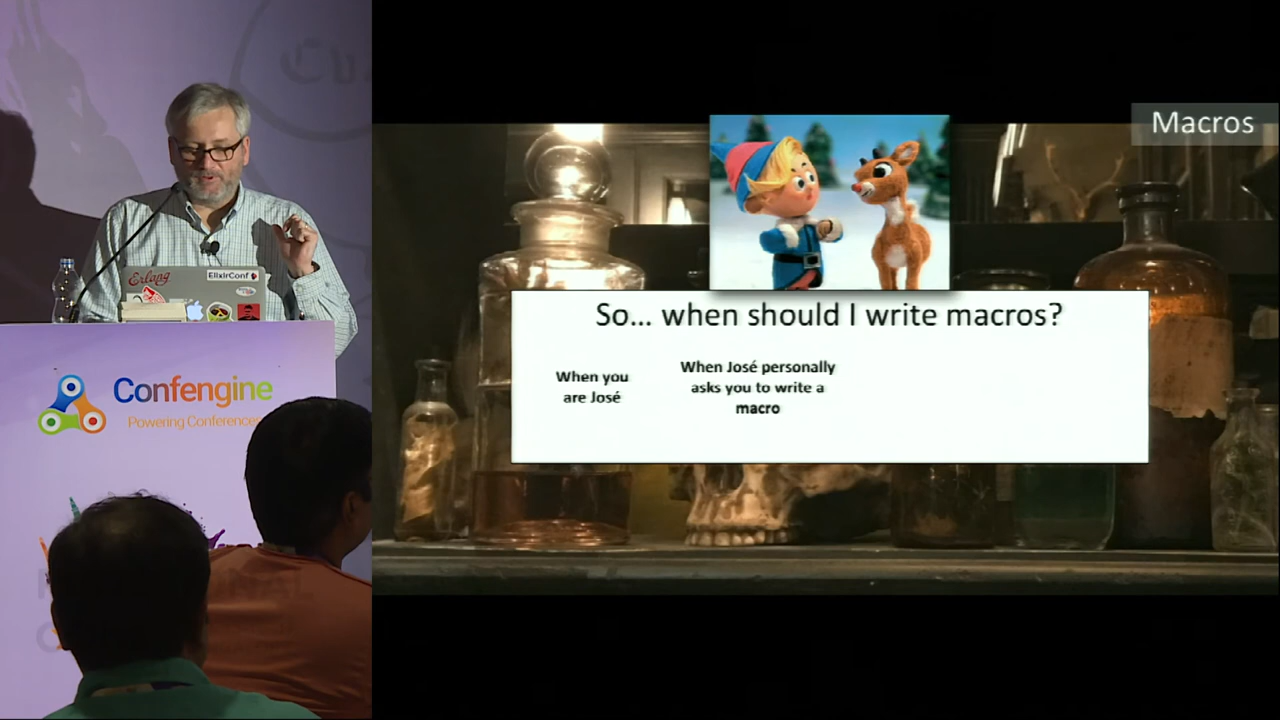 Macros
So... when should I write macros?
When you
are José
When José personally
asks you to write a
macro
Erlang
ElixirConf
Confengine
Powering Conferences